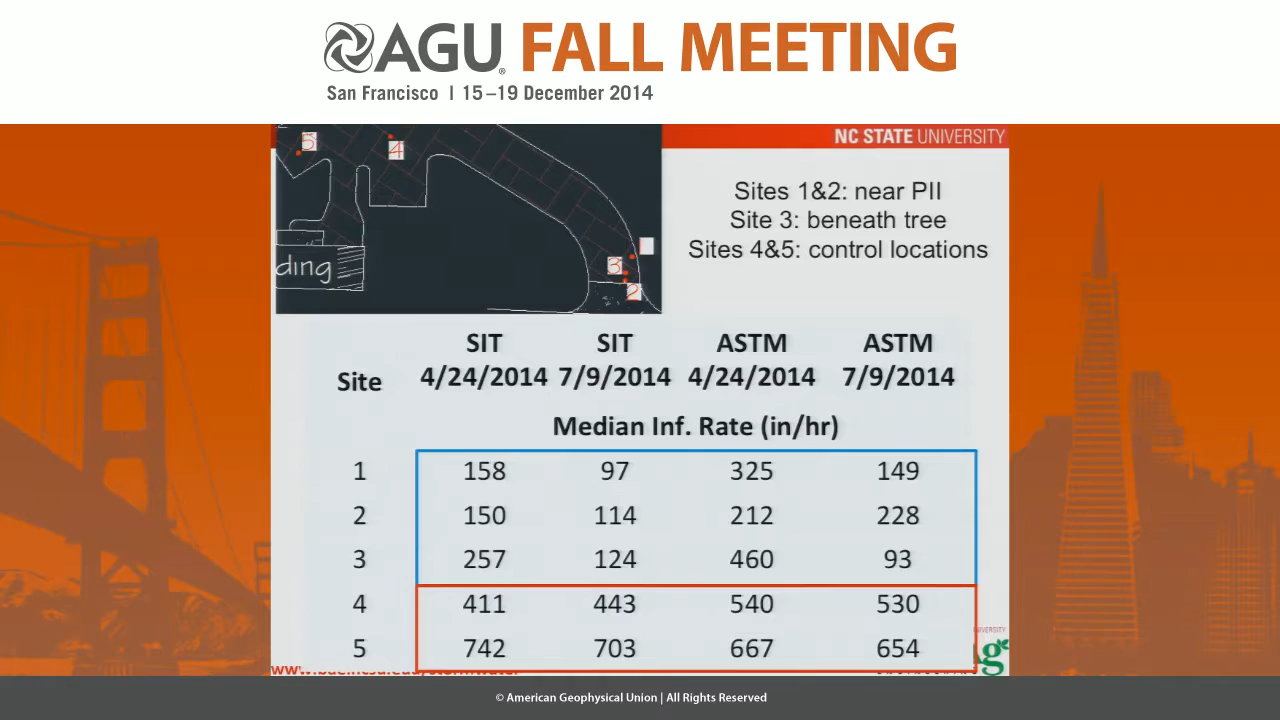 AGU FALL MEETING
San Francisco | 15–19 December 2014
NC STATE UNIVERSITY
5
4
3
2
ding
Sites 1&2: near PII
Site 3: beneath tree
Sites 4&5: control locations
Site SIT 4/24/2014 SIT 7/9/2014 ASTM 4/24/2014 ASTM 7/9/2014
Median Inf. Rate (in/hr)
1 158 97 325 149
2 150 114 212 228
3 257 124 460 93
4 411 443 540 530
5 742 703 667 654
© American Geophysical Union | All Rights Reserved